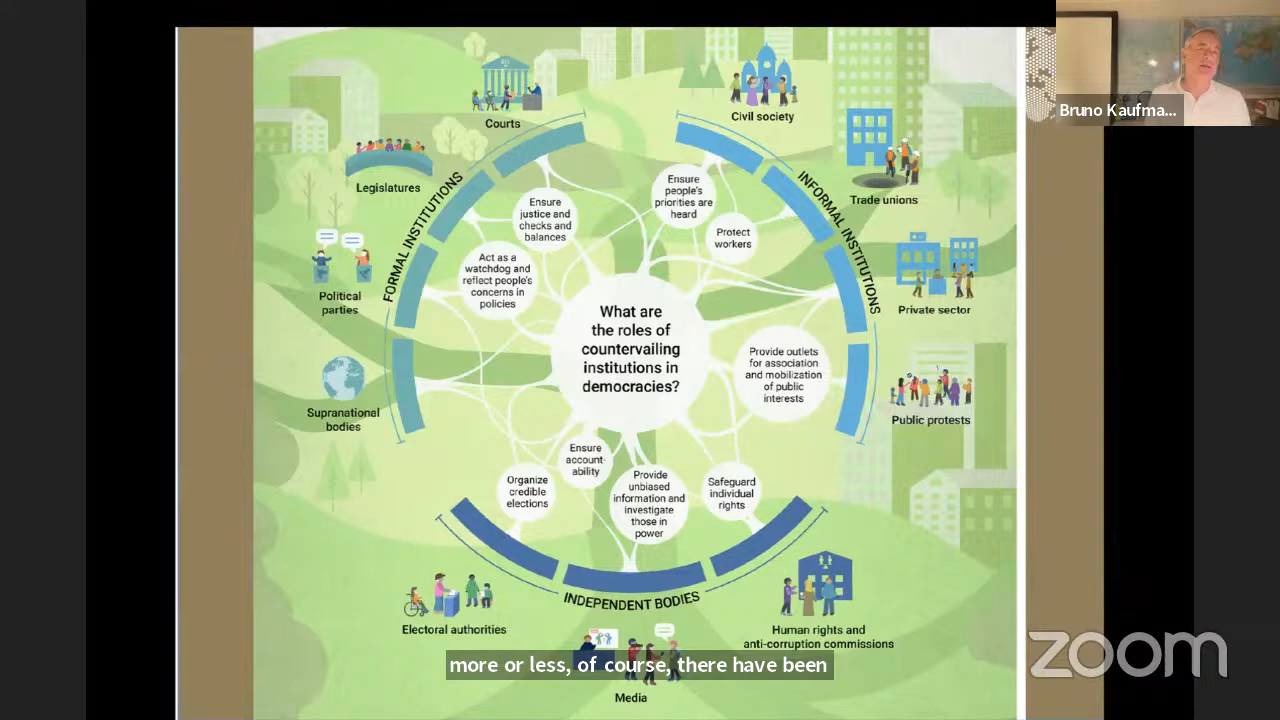 Bruno Kaufma...
Courts
Civil society
Legislatures
Trade unions
Political
parties
Private sector
Supranational
bodies
Public protests
FORMAL INSTITUTIONS
INFORMAL INSTITUTIONS
Ensure
justice and
checks and
balances
Ensure
people's
priorities are
heard
Protect
workers
Act as a
watchdog and
reflect people's
concerns in
policies
What are
the roles of
countervailing
institutions in
democracies?
Provide outlets
for association
and mobilization
of public
interests
Ensure
account-
ability
Organize
credible
elections
Provide
unbiased
information and
investigate
those in
power
Safeguard
individual
rights
INDEPENDENT BODIES
Electoral authorities
Human rights and
anti-corruption commissions
more or less, of course, there have been
Media
zoom